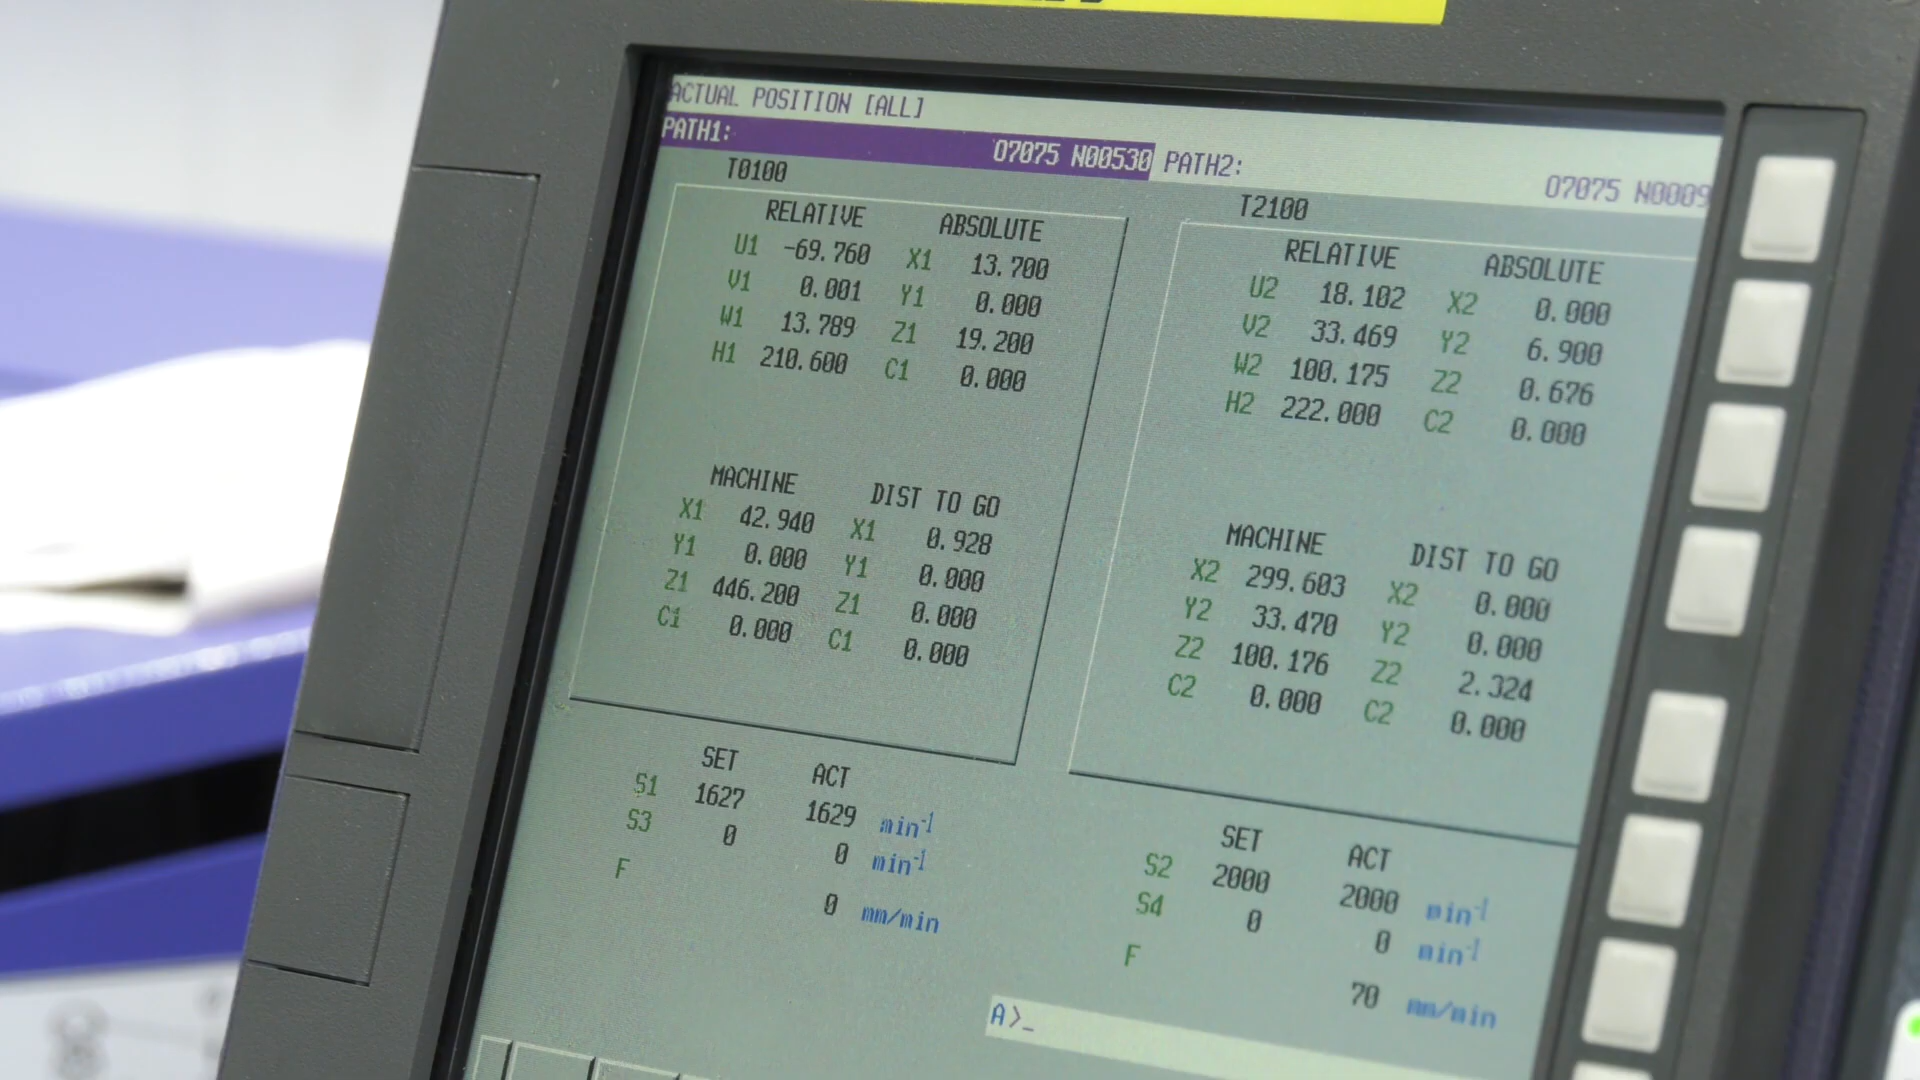 ACTUAL POSITION [ALL]
PATH1: O7075 N00530 PATH2: O7075 N0009
T0100
RELATIVE ABSOLUTE
U1 -69.760 X1 13.700
V1 0.001 Y1 0.000
W1 13.789 Z1 19.200
H1 210.600 C1 0.000
MACHINE DIST TO GO
X1 42.940 X1 0.928
Y1 0.000 Y1 0.000
Z1 446.200 Z1 0.000
C1 0.000 C1 0.000
SET ACT
S1 1627 1629 min-1
S3 0 0 min-1
F 0 mm/min
T2100
RELATIVE ABSOLUTE
U2 18.102 X2 0.000
V2 33.469 Y2 6.900
W2 100.175 Z2 0.676
H2 222.000 C2 0.000
MACHINE DIST TO GO
X2 299.603 X2 0.000
Y2 33.470 Y2 0.000
Z2 100.176 Z2 2.324
C2 0.000 C2 0.000
SET ACT
S2 2000 2000 min-1
S4 0 0 min-1
F 70 mm/min
A>_